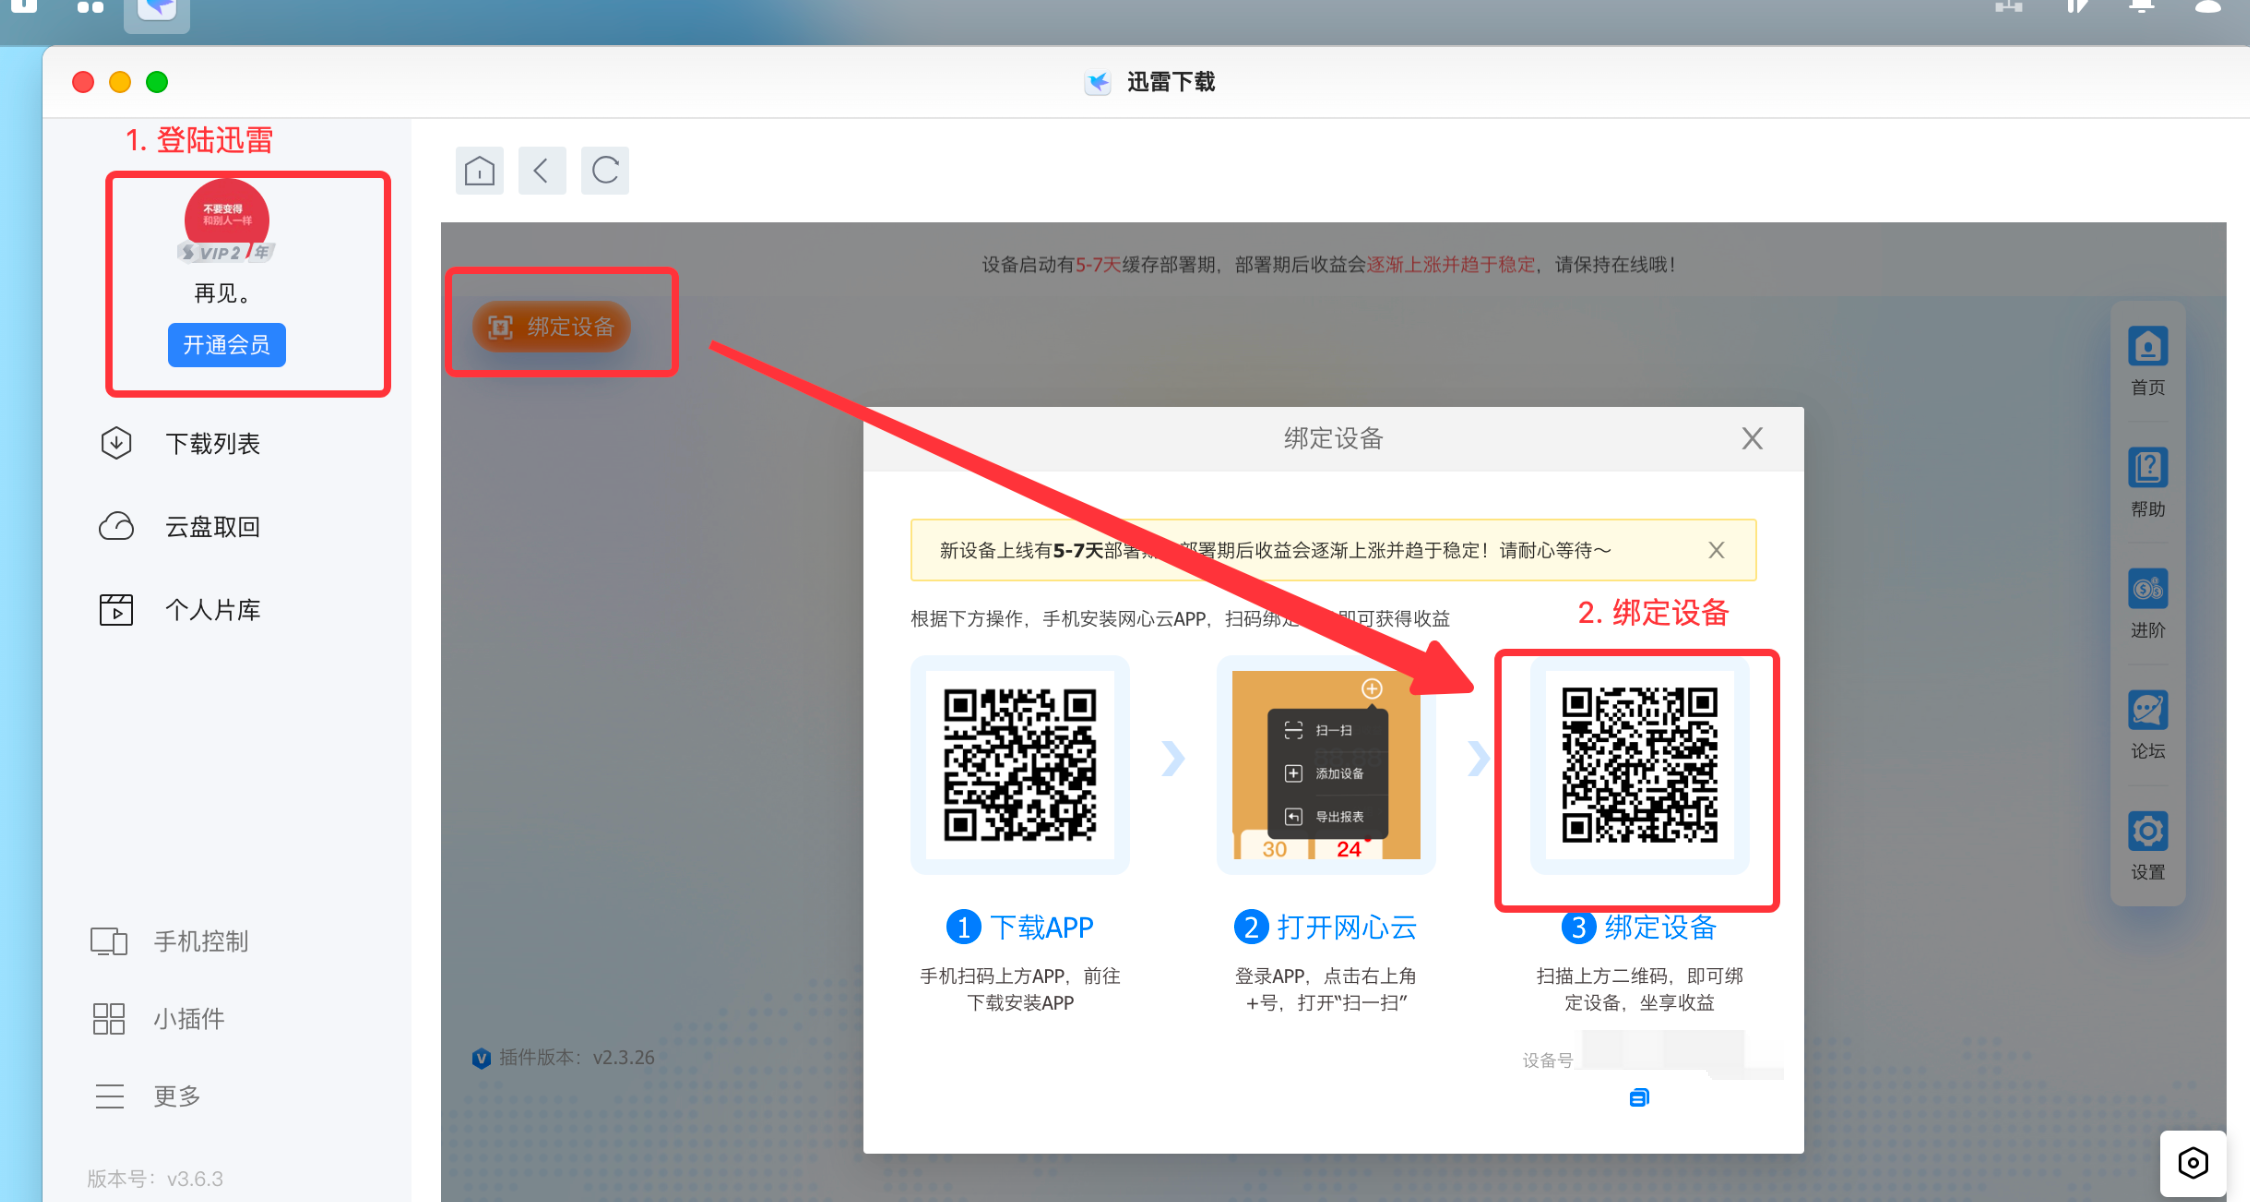 迅雷下载
1. 登陆迅雷
不要变得
和别人一样
VIP2
年
再见。
开通会员
下载列表
云盘取回
个人片库
手机控制
小插件
更多
版本号：v3.6.3
设备启动有5-7天缓存部署期，部署期后收益会逐渐上涨并趋于稳定，请保持在线哦！
绑定设备
首页
帮助
进阶
论坛
设置
绑定设备
新设备上线有5-7天部署期 部署期后收益会逐渐上涨并趋于稳定！请耐心等待～
根据下方操作，手机安装网心云APP，扫码绑定 即可获得收益
2. 绑定设备
扫一扫
添加设备
导出报表
30
24
1 下载APP
手机扫码上方APP，前往
下载安装APP
2 打开网心云
登录APP，点击右上角
+号，打开“扫一扫”
3 绑定设备
扫描上方二维码，即可绑
定设备，坐享收益
设备号
插件版本：v2.3.26